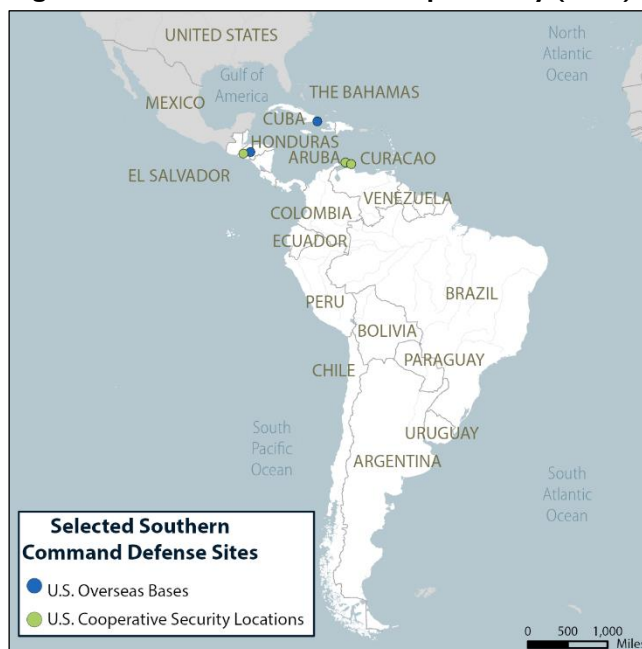 UNITED STATES
North
Atlantic
Ocean
Gulf of
America
THE BAHAMAS
MEXICO
CUBA
HONDURAS
ARUBA
CURACAO
EL SALVADOR
VENEZUELA
COLOMBIA
ECUADOR
PERU
BRAZIL
BOLIVIA
CHILE
PARAGUAY
South
Pacific
Ocean
URUGUAY
ARGENTINA
South
Atlantic
Ocean
Selected Southern
Command Defense Sites
U.S. Overseas Bases
U.S. Cooperative Security Locations
0 500 1,000
Miles